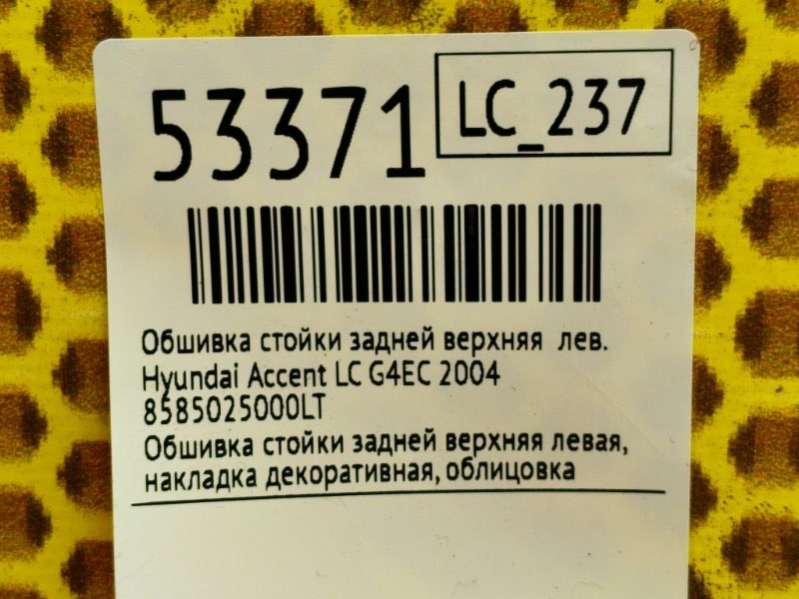 53371
LC_237
Обшивка стойки задней верхняя лев.
Hyundai Accent LC G4EC 2004
8585025000LT
Обшивка стойки задней верхняя левая,
накладка декоративная, облицовка